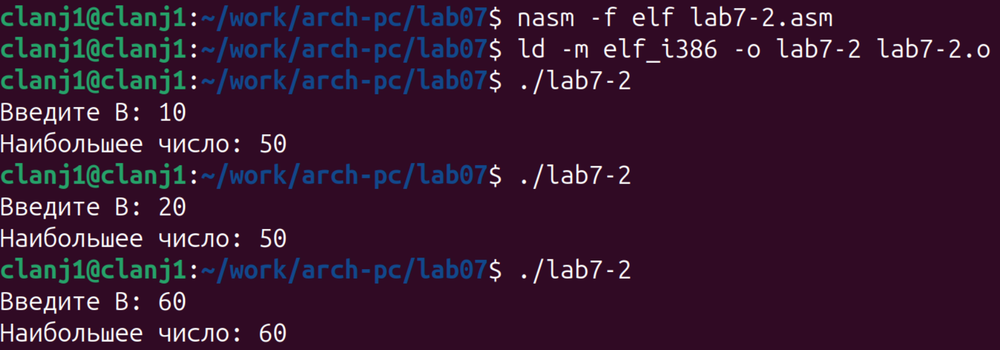 clanj1@clanj1:~/work/arch-pc/lab07$ nasm -f elf lab7-2.asm
clanj1@clanj1:~/work/arch-pc/lab07$ ld -m elf_i386 -o lab7-2 lab7-2.o
clanj1@clanj1:~/work/arch-pc/lab07$ ./lab7-2
Введите B: 10
Наибольшее число: 50
clanj1@clanj1:~/work/arch-pc/lab07$ ./lab7-2
Введите B: 20
Наибольшее число: 50
clanj1@clanj1:~/work/arch-pc/lab07$ ./lab7-2
Введите B: 60
Наибольшее число: 60